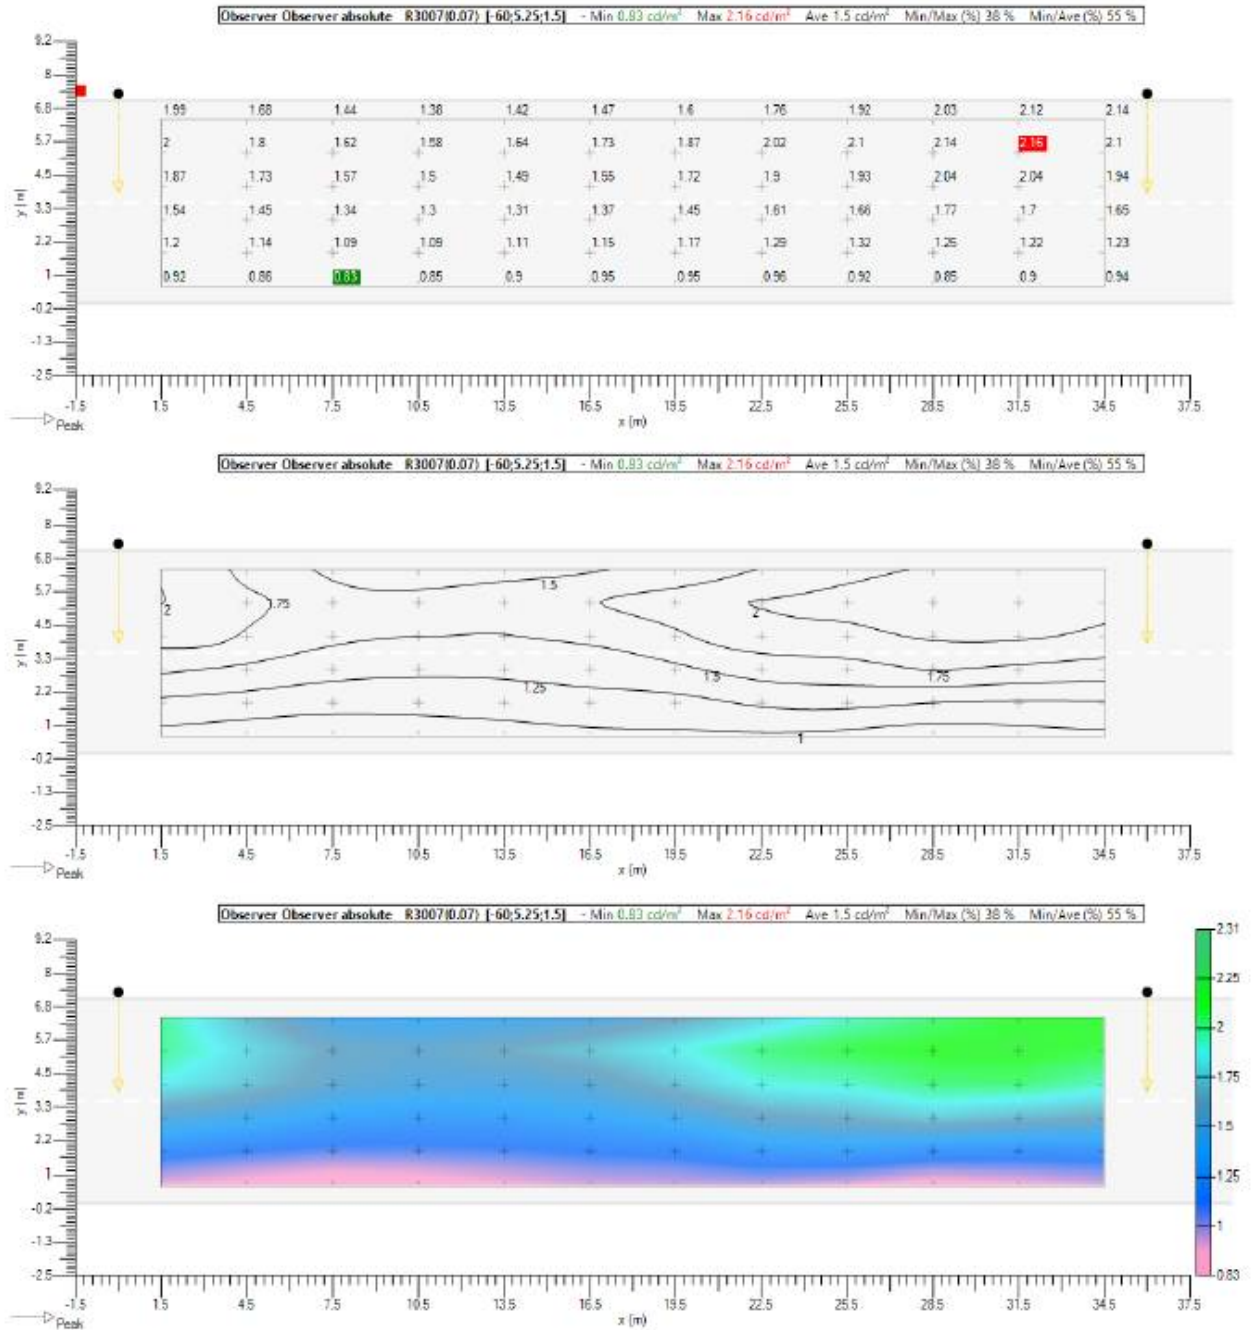 Observer Observer absolute R3007(0.07) [-60;5.25;1.5] - Min 0.83 cd/m² Max 2.16 cd/m² Ave 1.5 cd/m² Min/Max (%) 38 % Min/Ave (%) 55 %
9.2
8
6.8 1.99 1.68 1.44 1.38 1.42 1.47 1.6 1.76 1.92 2.03 2.12 2.14
5.7 2 1.8 1.62 1.58 1.64 1.73 1.87 2.02 2.1 2.14 2.16 2.1
4.5 1.87 1.73 1.57 1.5 1.49 1.55 1.72 1.9 1.93 2.04 2.04 1.94
y [m]
3.3 1.54 1.45 1.34 1.3 1.31 1.37 1.45 1.61 1.66 1.77 1.7 1.65
2.2 1.2 1.14 1.09 1.09 1.11 1.15 1.17 1.29 1.32 1.25 1.22 1.23
1 0.92 0.86 0.83 0.85 0.9 0.95 0.95 0.96 0.92 0.85 0.9 0.94
-0.2
-1.3
-2.5
-1.5 1.5 4.5 7.5 10.5 13.5 16.5 19.5 22.5 25.5 28.5 31.5 34.5 37.5
Peak
x [m]
Observer Observer absolute R3007(0.07) [-60;5.25;1.5] - Min 0.83 cd/m² Max 2.16 cd/m² Ave 1.5 cd/m² Min/Max (%) 38 % Min/Ave (%) 55 %
9.2
8
6.8
5.7 1.5
2 1.75 2
4.5
y [m]
3.3
1.5 1.75
2.2 1.25
1
1
-0.2
-1.3
-2.5
-1.5 1.5 4.5 7.5 10.5 13.5 16.5 19.5 22.5 25.5 28.5 31.5 34.5 37.5
Peak
x [m]
Observer Observer absolute R3007(0.07) [-60;5.25;1.5] - Min 0.83 cd/m² Max 2.16 cd/m² Ave 1.5 cd/m² Min/Max (%) 38 % Min/Ave (%) 55 %
9.2 2.31
8 2.25
6.8 2
5.7
4.5 1.75
y [m]
3.3 1.5
2.2
1 1.25
-0.2 1
-1.3
-2.5 0.83
-1.5 1.5 4.5 7.5 10.5 13.5 16.5 19.5 22.5 25.5 28.5 31.5 34.5 37.5
Peak
x [m]